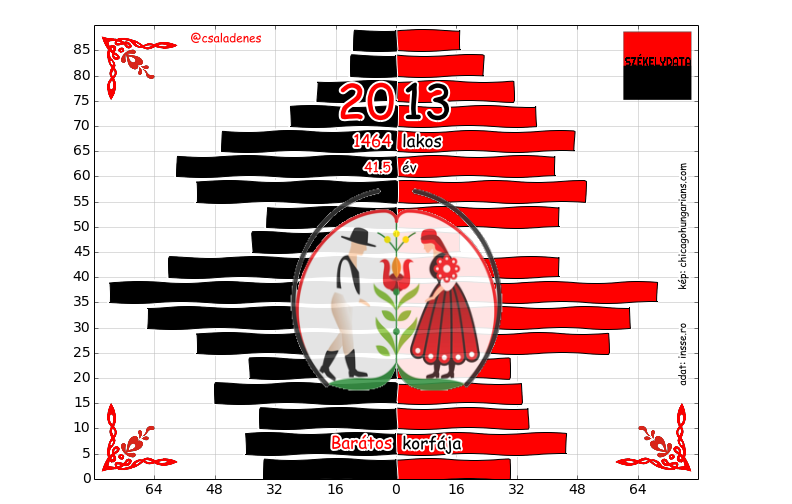 @csaladenes
SZÉKELYDATA
2013
1464 lakos
41.5 év
kép: chicagohungarians.com
adat: insse.ro
Barátos korfája
85
80
75
70
65
60
55
50
45
40
35
30
25
20
15
10
5
0
64 48 32 16 0 16 32 48 64